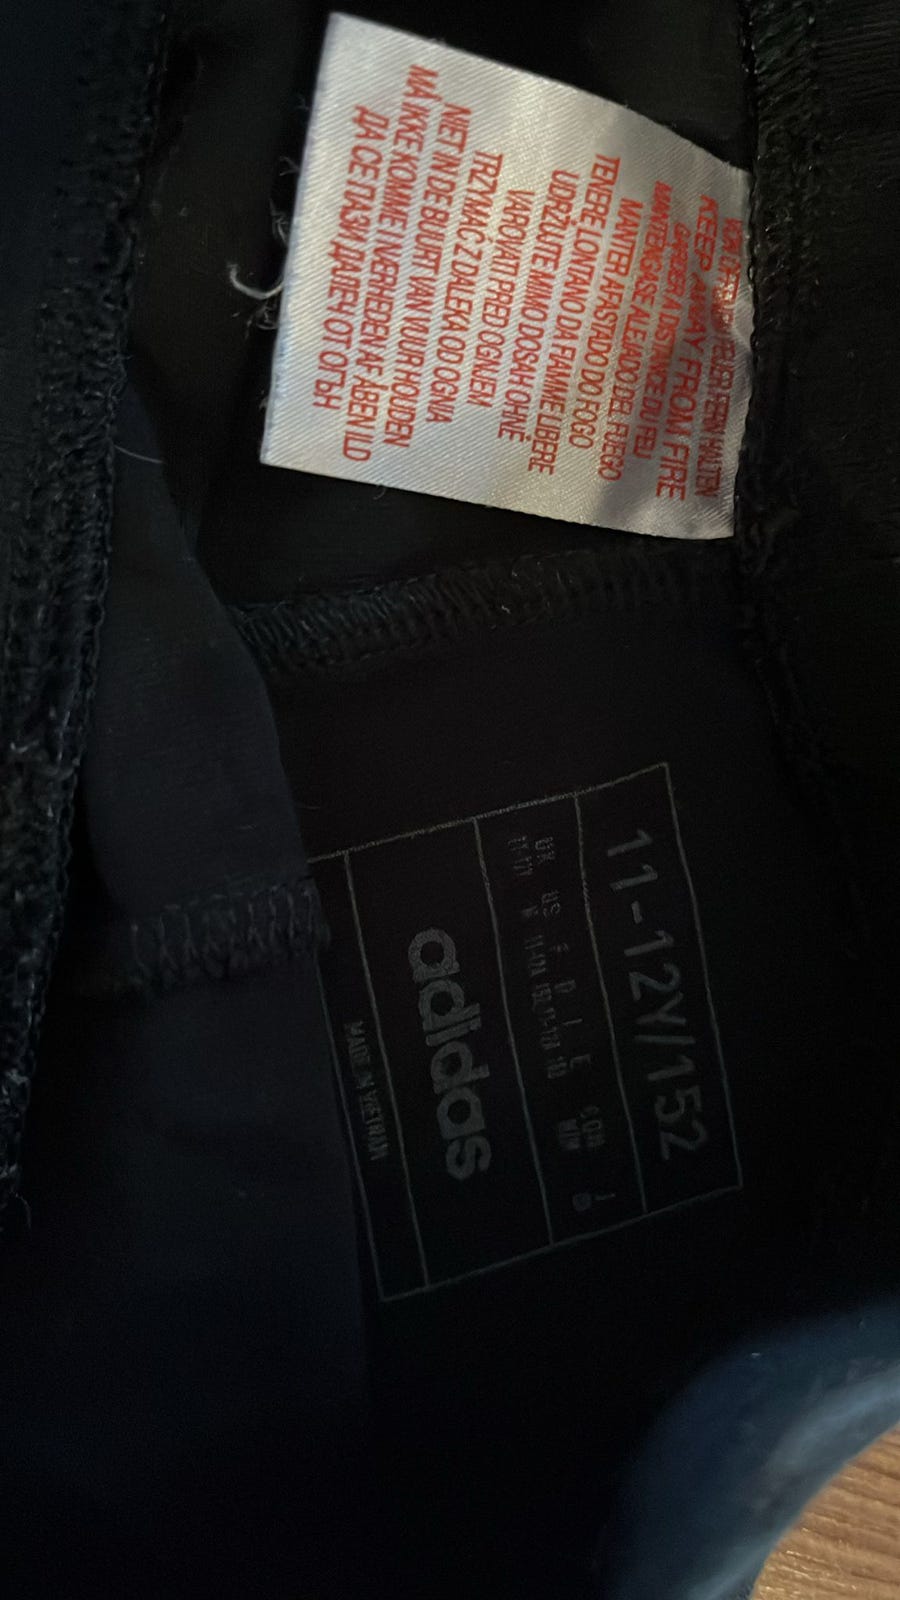 KEEP AWAY FROM FIRE
GARDER A DISTANCE DU FEU
MANTENGASE ALEJADO DEL FUEGO
MANTER AFASTADO DO FOGO
TENERE LONTANO DA FIAMME LIBERE
UDRŽUJTE MIMO DOSAH OHNĚ
VAROVATI PRED OGNJEM
TRZYMAĆ Z DALEKA OD OGNIA
NIET IN DE BUURT VAN VUUR HOUDEN
MÅ IKKE KOMME I NÆRHEDEN AF ÅBEN ILD
ДА СЕ ПАЗИ ДАЛЕЧ ОТ ОГЪН
11-12Y/152
UK US F D I E
adidas
MADE IN VIETNAM